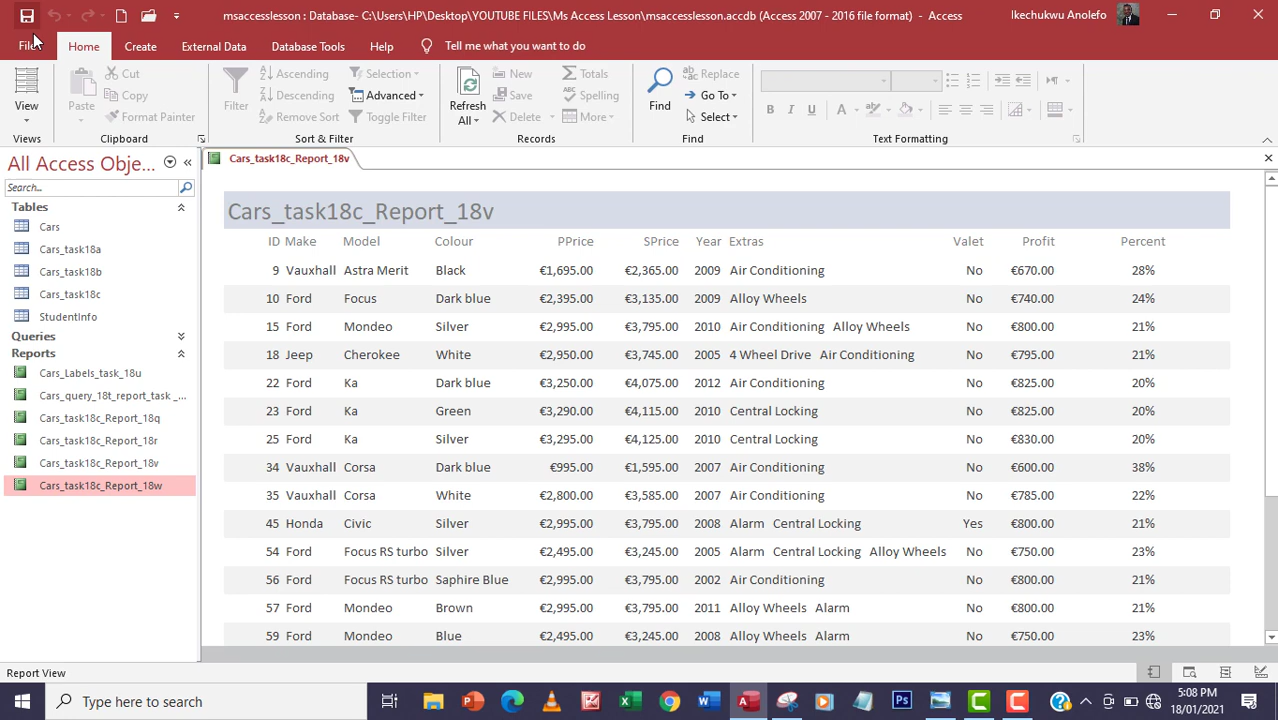 msaccesslesson : Database- C:\Users\HP\Desktop\YOUTUBE FILES\Ms Access Lesson\msaccesslesson.accdb (Access 2007 - 2016 file format) - Access
Ikechukwu Anolefo
File Home Create External Data Database Tools Help Tell me what you want to do
View
Views
Paste
Cut
Copy
Format Painter
Clipboard
Filter
Ascending
Descending
Remove Sort
Selection
Advanced
Toggle Filter
Sort & Filter
Refresh
All
New
Save
Delete
Totals
Spelling
More
Records
Find
Replace
Go To
Select
Find
B I U A
Text Formatting
All Access Obje...
Search...
Tables
Cars
Cars_task18a
Cars_task18b
Cars_task18c
StudentInfo
Queries
Reports
Cars_Labels_task_18u
Cars_query_18t_report_task _...
Cars_task18c_Report_18q
Cars_task18c_Report_18r
Cars_task18c_Report_18v
Cars_task18c_Report_18w
Cars_task18c_Report_18v
Cars_task18c_Report_18v
ID Make Model Colour PPrice SPrice Year Extras Valet Profit Percent
9 Vauxhall Astra Merit Black €1,695.00 €2,365.00 2009 Air Conditioning No €670.00 28%
10 Ford Focus Dark blue €2,395.00 €3,135.00 2009 Alloy Wheels No €740.00 24%
15 Ford Mondeo Silver €2,995.00 €3,795.00 2010 Air Conditioning Alloy Wheels No €800.00 21%
18 Jeep Cherokee White €2,950.00 €3,745.00 2005 4 Wheel Drive Air Conditioning No €795.00 21%
22 Ford Ka Dark blue €3,250.00 €4,075.00 2012 Air Conditioning No €825.00 20%
23 Ford Ka Green €3,290.00 €4,115.00 2010 Central Locking No €825.00 20%
25 Ford Ka Silver €3,295.00 €4,125.00 2010 Central Locking No €830.00 20%
34 Vauxhall Corsa Dark blue €995.00 €1,595.00 2007 Air Conditioning No €600.00 38%
35 Vauxhall Corsa White €2,800.00 €3,585.00 2007 Air Conditioning No €785.00 22%
45 Honda Civic Silver €2,995.00 €3,795.00 2008 Alarm Central Locking Yes €800.00 21%
54 Ford Focus RS turbo Silver €2,495.00 €3,245.00 2005 Alarm Central Locking Alloy Wheels No €750.00 23%
56 Ford Focus RS turbo Saphire Blue €2,995.00 €3,795.00 2002 Air Conditioning No €800.00 21%
57 Ford Mondeo Brown €2,995.00 €3,795.00 2011 Alloy Wheels Alarm No €800.00 21%
59 Ford Mondeo Blue €2,495.00 €3,245.00 2008 Alloy Wheels Alarm No €750.00 23%
Report View
Type here to search
5:08 PM
18/01/2021